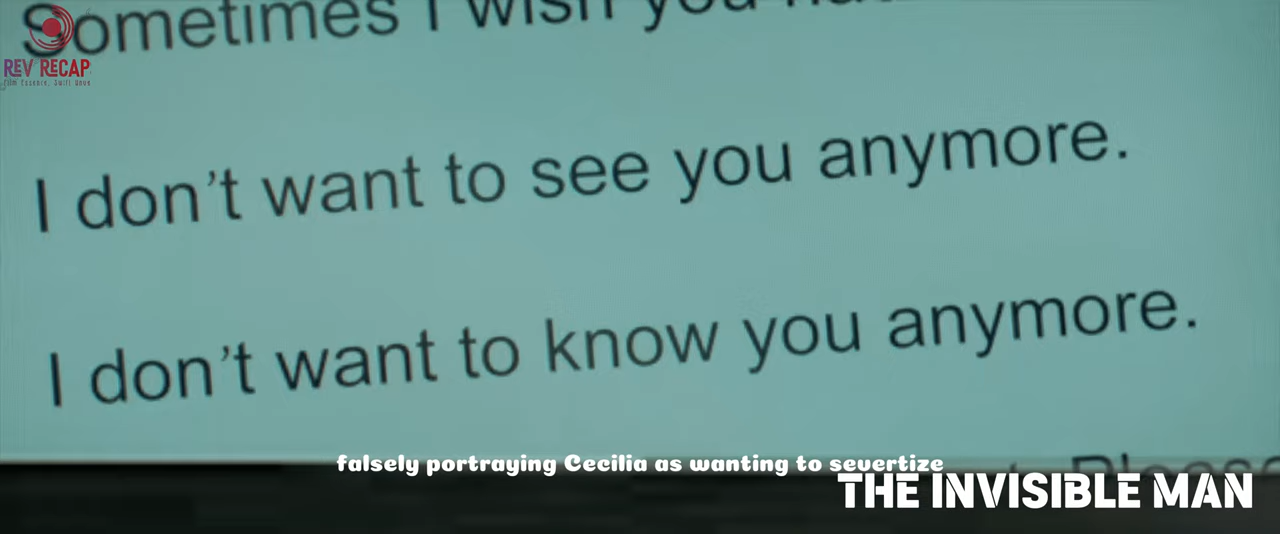 Sometimes I wish you
REV RECAP
I don't want to see you anymore.
I don't want to know you anymore.
falsely portraying Cecilia as wanting to severtize
THE INVISIBLE MAN